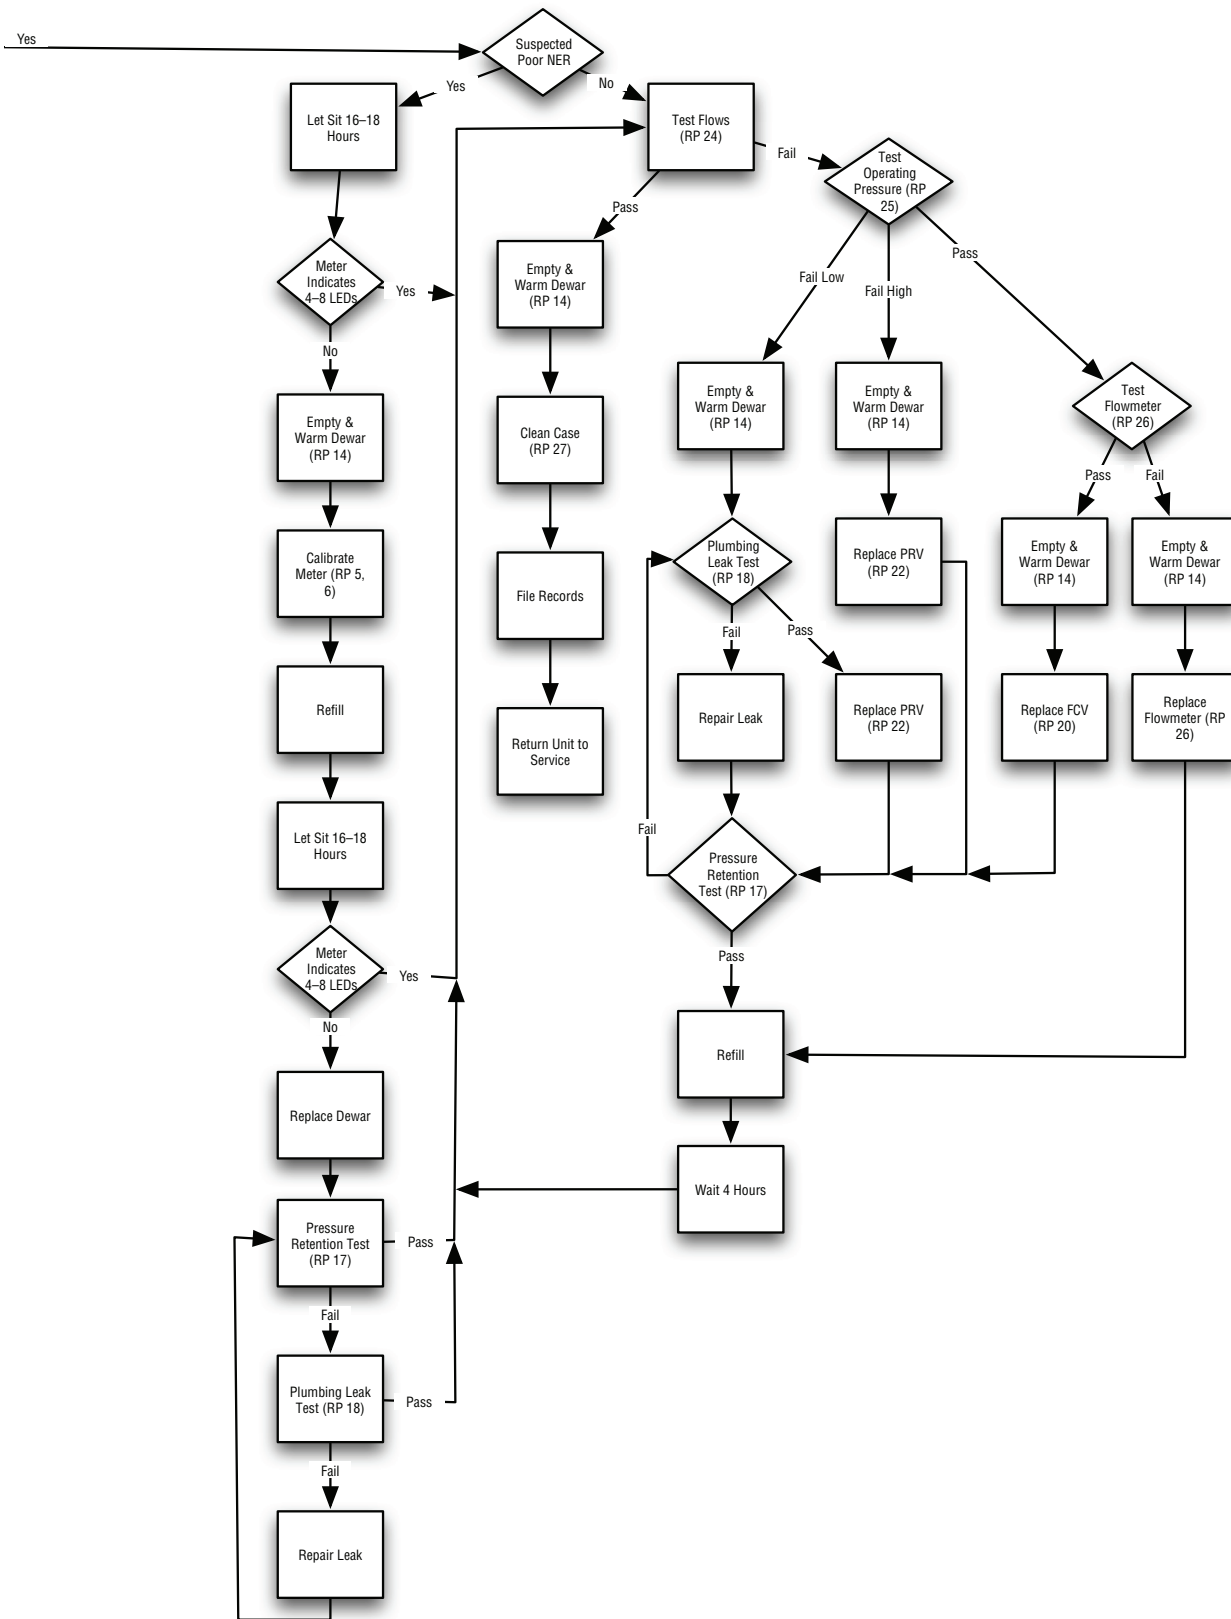 Yes
Suspected
Poor NER
Yes
No
Let Sit 16–18
Hours
Test Flows
(RP 24)
Fail
Test
Operating
Pressure (RP
25)
Pass
Pass
Meter
Indicates
4–8 LEDs
Yes
Empty &
Warm Dewar
(RP 14)
Fail Low
Fail High
No
Empty &
Warm Dewar
(RP 14)
Clean Case
(RP 27)
Empty &
Warm Dewar
(RP 14)
Empty &
Warm Dewar
(RP 14)
Test
Flowmeter
(RP 26)
Pass
Fail
Calibrate
Meter (RP 5,
6)
File Records
Plumbing
Leak Test
(RP 18)
Replace PRV
(RP 22)
Empty &
Warm Dewar
(RP 14)
Empty &
Warm Dewar
(RP 14)
Fail
Pass
Refill
Return Unit to
Service
Repair Leak
Replace PRV
(RP 22)
Replace FCV
(RP 20)
Replace
Flowmeter (RP
26)
Let Sit 16–18
Hours
Fail
Pressure
Retention
Test (RP 17)
Meter
Indicates
4–8 LEDs
Yes
Pass
No
Refill
Replace Dewar
Wait 4 Hours
Pressure
Retention Test
(RP 17)
Pass
Fail
Plumbing Leak
Test (RP 18)
Pass
Fail
Repair Leak